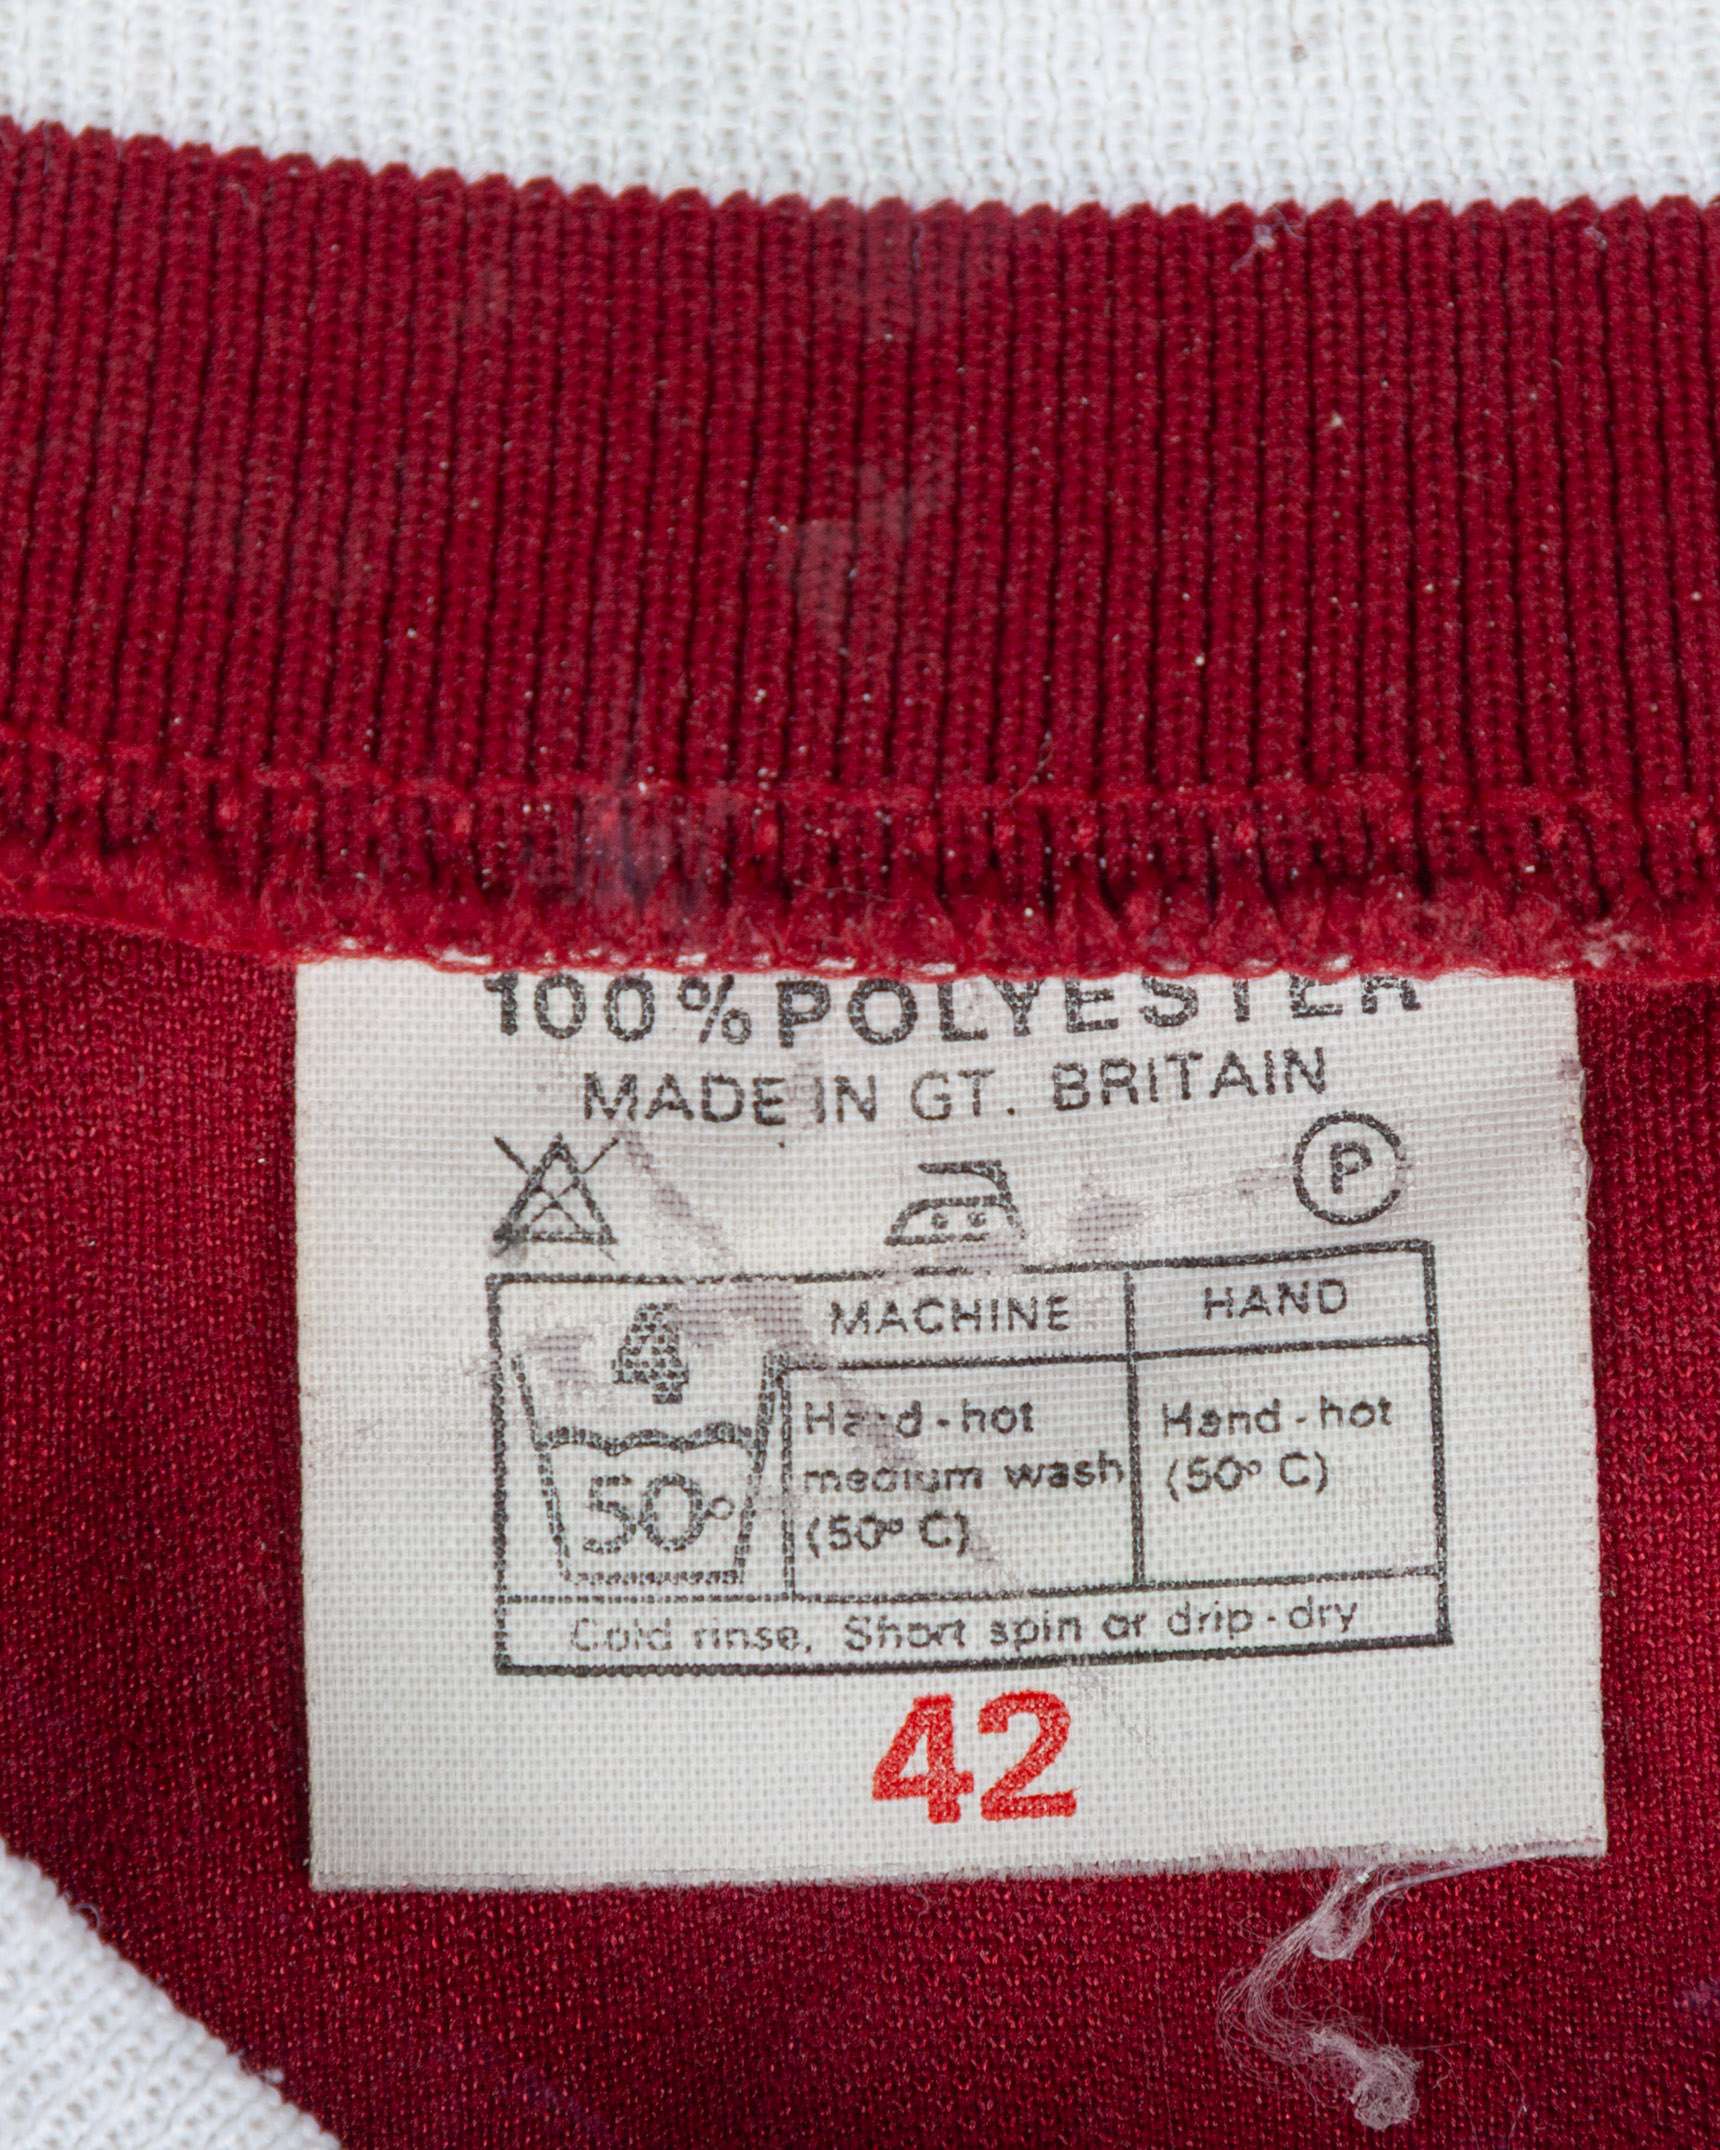 100% POLYESTER
MADE IN GT. BRITAIN
P
4
50°
MACHINE
Hand-hot
medium wash
(50° C)
HAND
Hand-hot
(50° C)
Cold rinse, Short spin or drip-dry
42